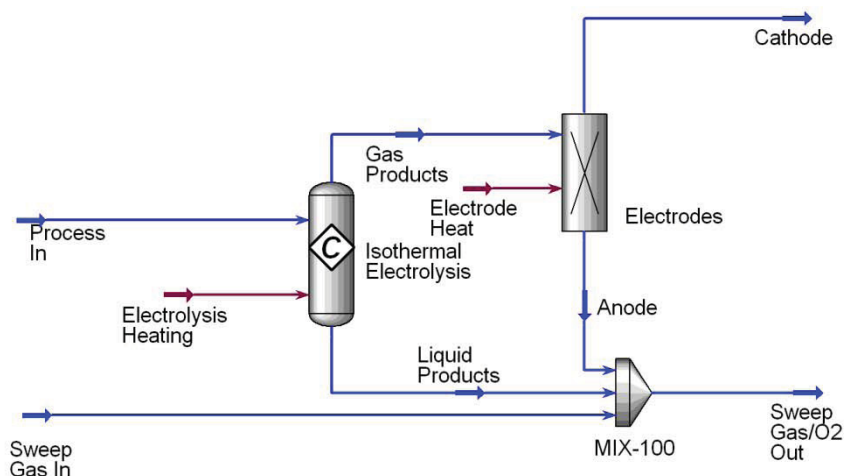 Cathode
Gas
Products
Electrode
Heat
Electrodes
Process
In
C
Isothermal
Electrolysis
Electrolysis
Heating
Anode
Liquid
Products
Sweep
Gas In
MIX-100
Sweep
Gas/O2
Out